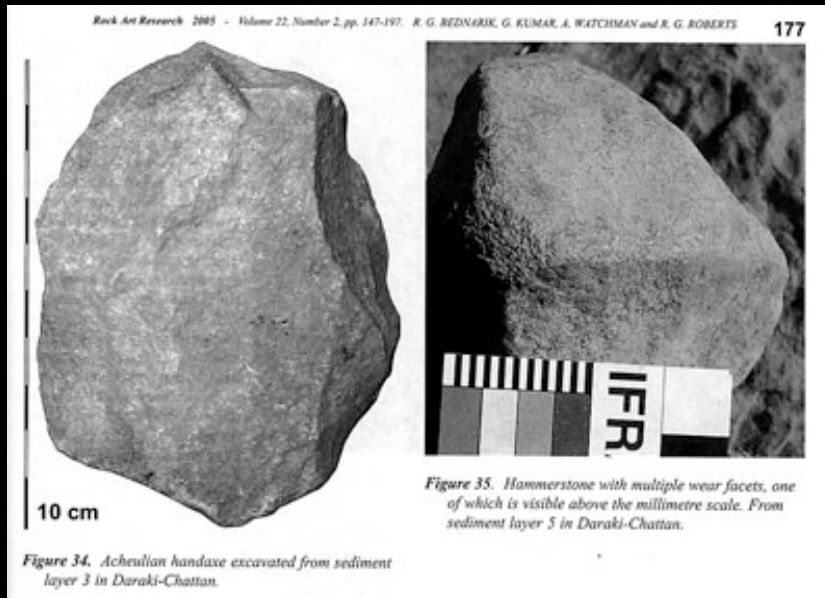 Rock Art Research 2005 - Volume 22, Number 2, pp. 147-197. R. G. BEDNARIK, G. KUMAR, A. WATCHMAN and R. G. ROBERTS
177
10 cm
Figure 34. Acheulian handaxe excavated from sediment
layer 3 in Daraki-Chattan.
IFR
Figure 35. Hammerstone with multiple wear facets, one
of which is visible above the millimetre scale. From
sediment layer 5 in Daraki-Chattan.